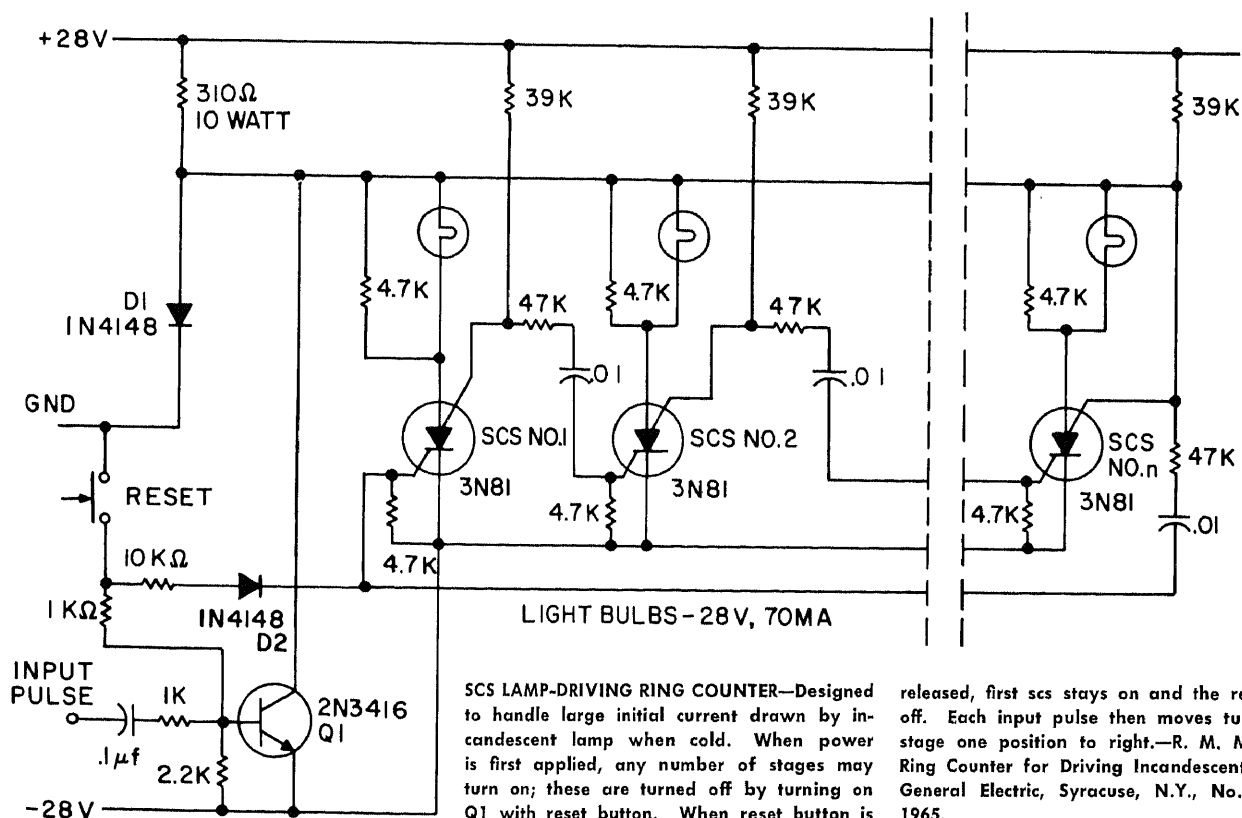 +28V
310Ω
10 WATT
39K
39K
39K
D1
1N4148
4.7K
47K
.01
4.7K
47K
.01
4.7K
GND
RESET
SCS NO.1
3N81
SCS NO.2
3N81
SCS
NO.n
3N81
47K
.01
4.7K
4.7K
4.7K
10KΩ
1KΩ
1N4148
D2
LIGHT BULBS-28V, 70MA
INPUT
PULSE
1K
.1µf
2.2K
2N3416
Q1
-28V
SCS LAMP-DRIVING RING COUNTER—Designed
to handle large initial current drawn by in-
candescent lamp when cold. When power
is first applied, any number of stages may
turn on; these are turned off by turning on
Q1 with reset button. When reset button is
released, first scs stays on and the re
off. Each input pulse then moves tu
stage one position to right.—R. M. M
Ring Counter for Driving Incandescent
General Electric, Syracuse, N.Y., No.
1965.